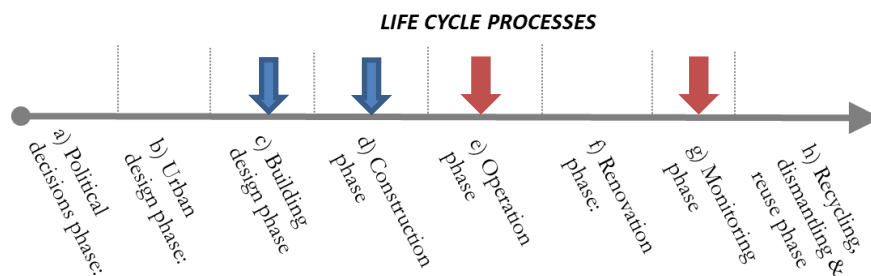 LIFE CYCLE PROCESSES
a) Political
decisions phase:
b) Urban
design phase:
c) Building
design phase
d) Construction
phase
e) Operation
phase
f) Renovation
phase:
g) Monitoring
phase
h) Recycling,
dismantling &
reuse phase